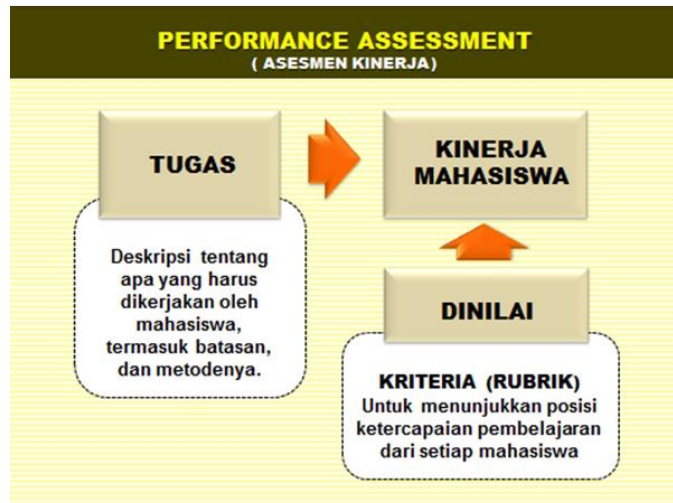 PERFORMANCE ASSESSMENT
( ASESMEN KINERJA)
TUGAS
Deskripsi tentang
apa yang harus
dikerjakan oleh
mahasiswa,
termasuk batasan,
dan metodenya.
KINERJA
MAHASISWA
DINILAI
KRITERIA (RUBRIK)
Untuk menunjukkan posisi
ketercapaian pembelajaran
dari setiap mahasiswa